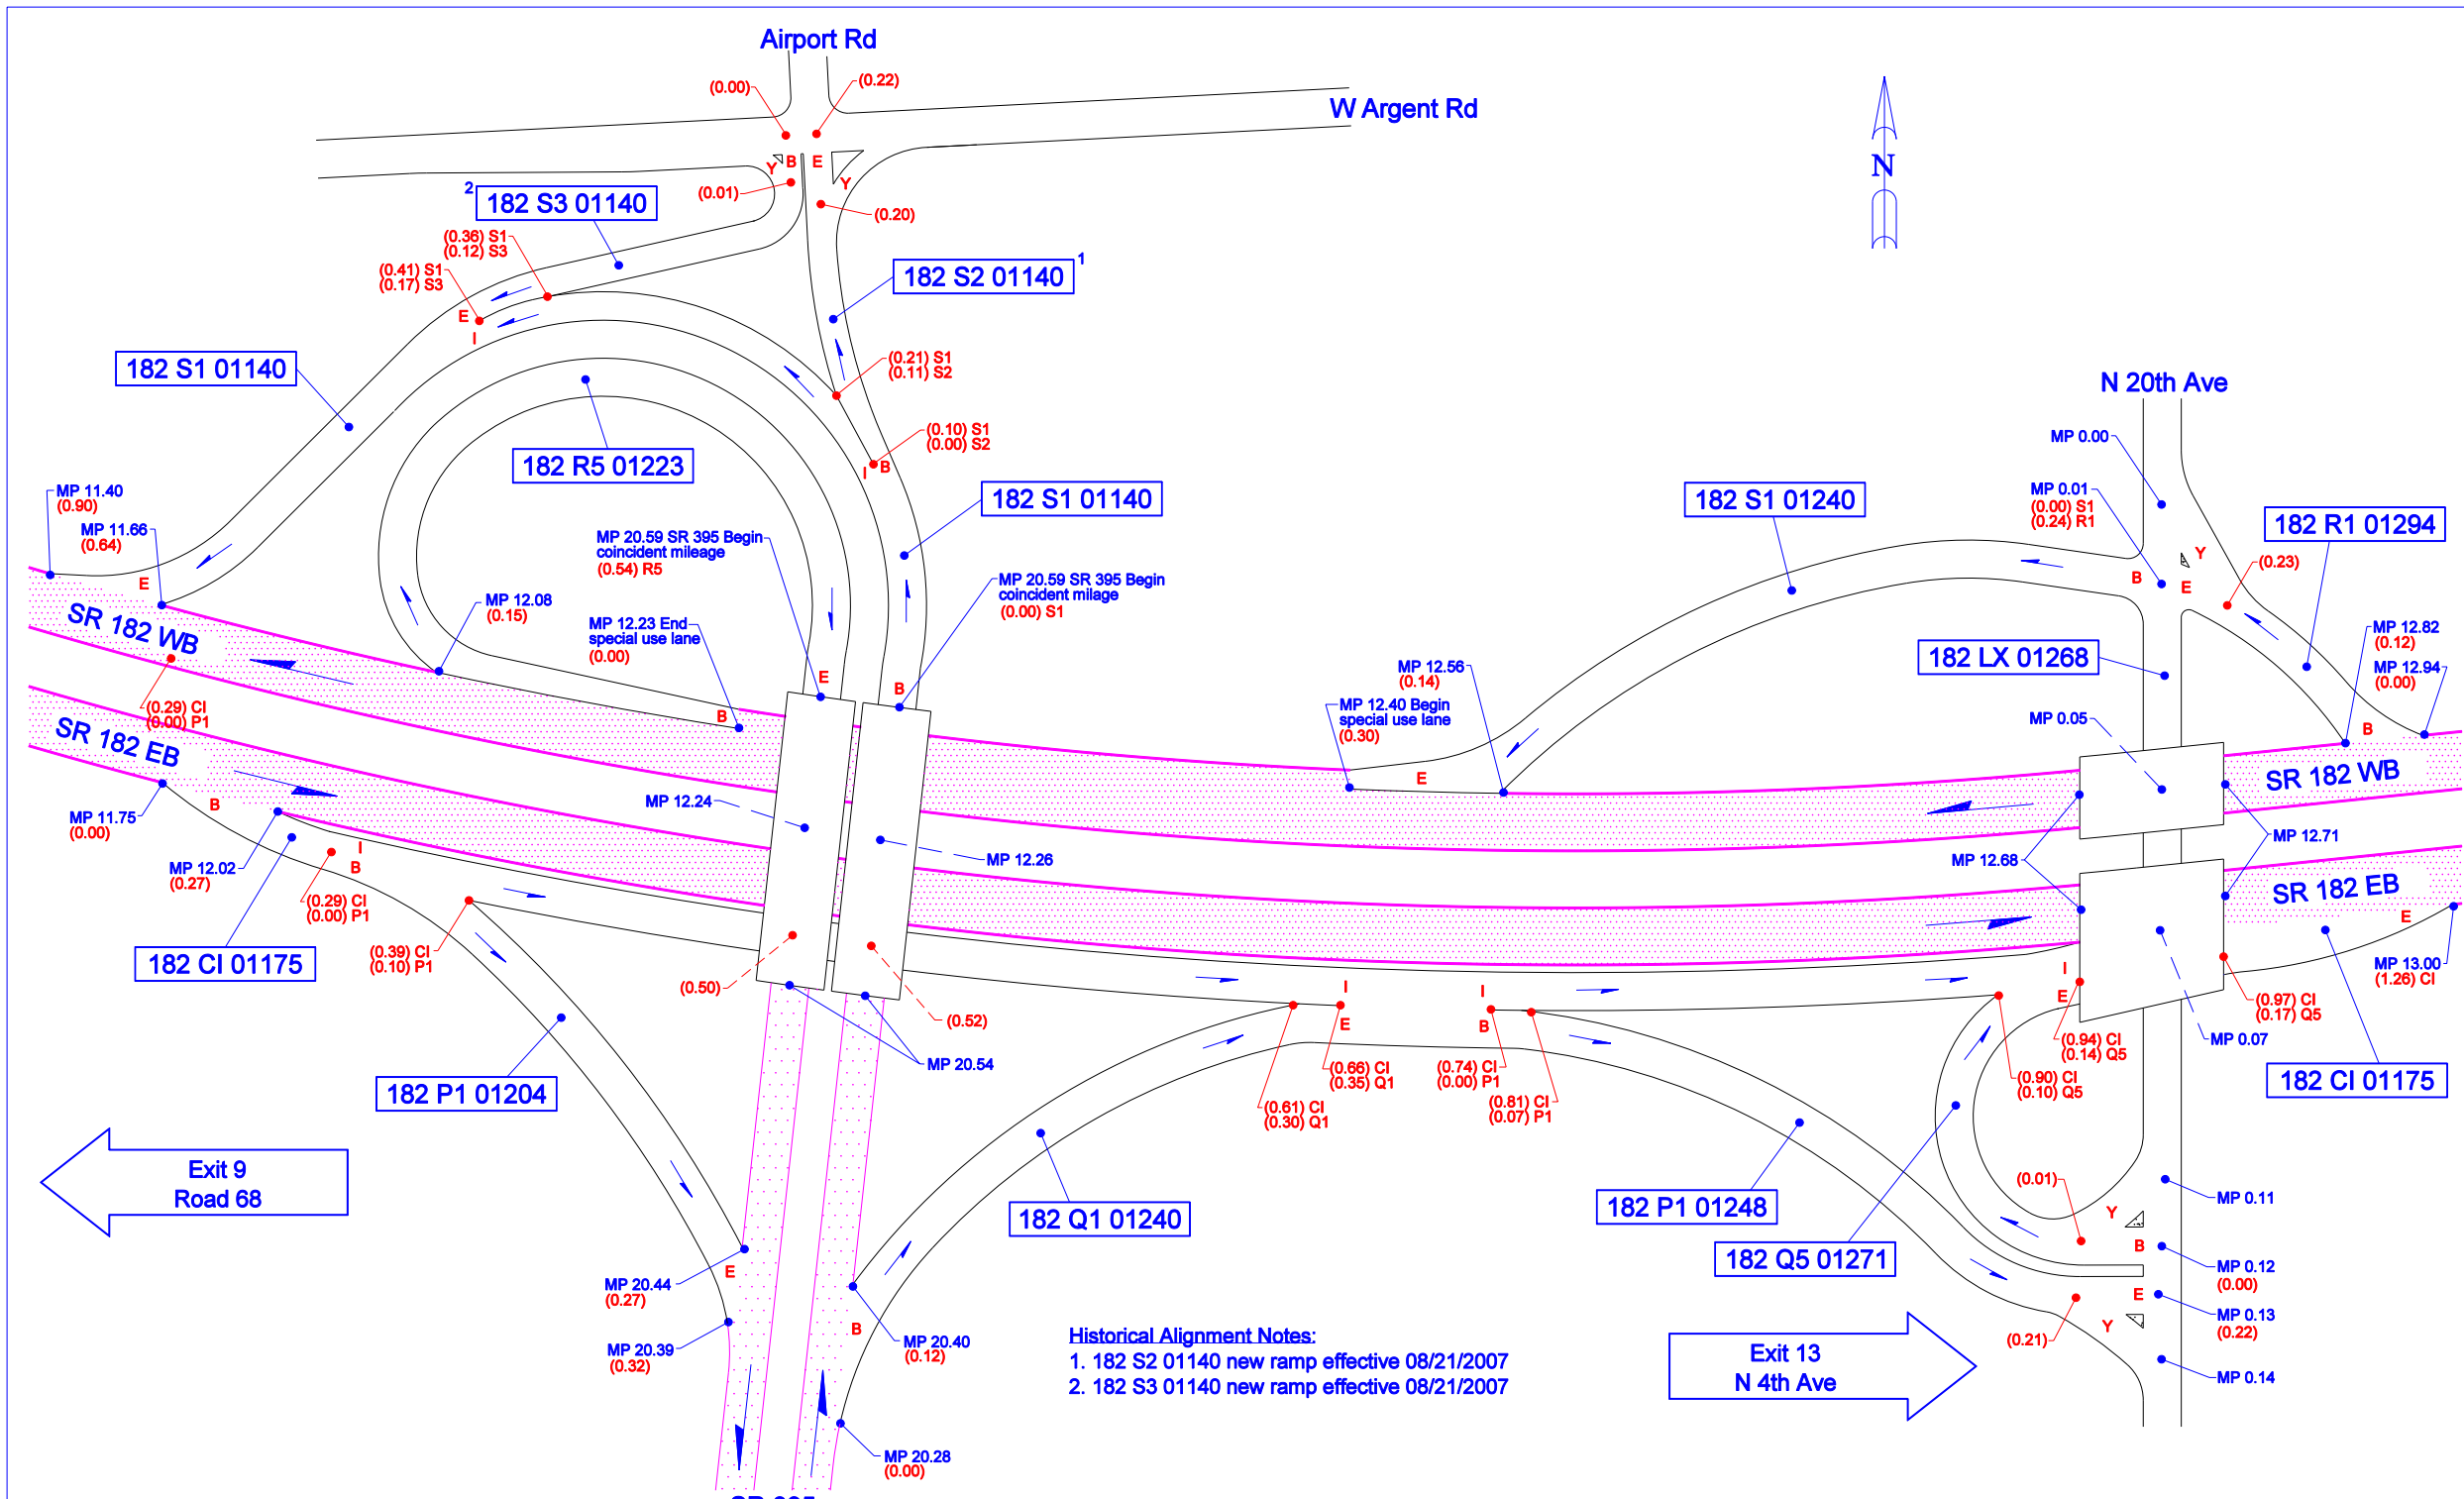 Airport Rd
(0.00)
(0.22)
W Argent Rd
Y B E Y
(0.01)
(0.20)
2
182 S3 01140
(0.36) S1
(0.12) S3
(0.41) S1
(0.17) S3
E
I
182 S2 01140
1
N
182 S1 01140
(0.21) S1
(0.11) S2
(0.10) S1
(0.00) S2
I B
182 R5 01223
182 S1 01140
N 20th Ave
MP 0.00
MP 0.01
(0.00) S1
(0.24) R1
182 S1 01240
182 R1 01294
Y
B E
(0.23)
MP 11.40
(0.90)
MP 11.66
(0.64)
E
MP 20.59 SR 395 Begin
coincident mileage
(0.54) R5
MP 20.59 SR 395 Begin
coincident milage
(0.00) S1
MP 12.08
(0.15)
MP 12.23 End
special use lane
(0.00)
E
B
B
SR 182 WB
(0.29) CI
(0.00) P1
SR 182 EB
MP 12.56
(0.14)
MP 12.40 Begin
special use lane
(0.30)
E
182 LX 01268
MP 12.82
(0.12)
MP 12.94
(0.00)
B
MP 0.05
SR 182 WB
MP 11.75
(0.00)
B
MP 12.02
(0.27)
I
B
(0.29) CI
(0.00) P1
MP 12.24
MP 12.26
MP 12.68
MP 12.71
SR 182 EB
E
182 CI 01175
(0.39) CI
(0.10) P1
(0.50)
(0.52)
MP 20.54
MP 13.00
(1.26) CI
I
E
(0.97) CI
(0.17) Q5
I
E
I
B
(0.66) CI
(0.35) Q1
(0.61) CI
(0.30) Q1
(0.74) CI
(0.00) P1
(0.81) CI
(0.07) P1
(0.94) CI
(0.14) Q5
(0.90) CI
(0.10) Q5
MP 0.07
182 CI 01175
182 P1 01204
Exit 9
Road 68
182 Q1 01240
182 P1 01248
182 Q5 01271
(0.01)
MP 0.11
Y
B
MP 0.12
(0.00)
E
MP 0.13
(0.22)
Y
(0.21)
MP 0.14
MP 20.44
(0.27)
E
MP 20.39
(0.32)
B
MP 20.40
(0.12)
MP 20.28
(0.00)
Historical Alignment Notes:
1. 182 S2 01140 new ramp effective 08/21/2007
2. 182 S3 01140 new ramp effective 08/21/2007
Exit 13
N 4th Ave